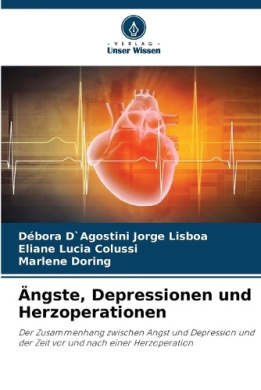 - VERLAG -
Unser Wissen
Débora D`Agostini Jorge Lisboa
Eliane Lucia Colussi
Marlene Doring
Ängste, Depressionen und
Herzoperationen
Der Zusammenhang zwischen Angst und Depression und
der Zeit vor und nach einer Herzoperation